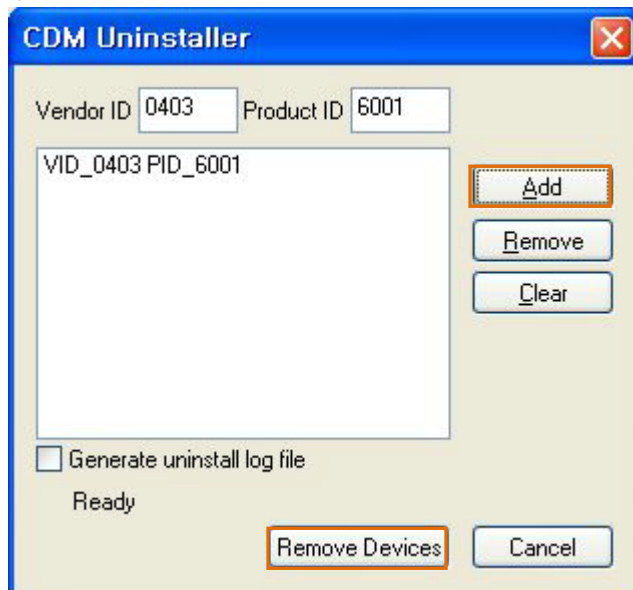 CDM Uninstaller
Vendor ID 0403 Product ID 6001
VID_0403 PID_6001
Add
Remove
Clear
Generate uninstall log file
Ready
Remove Devices Cancel